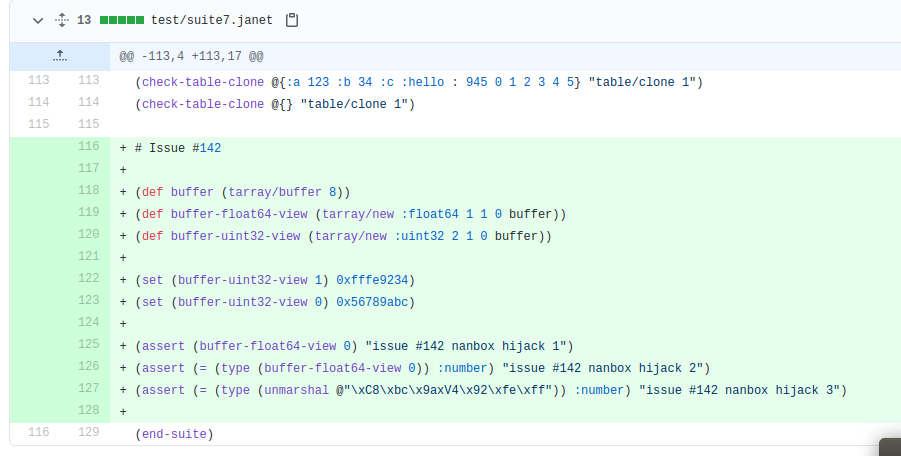 13 test/suite7.janet
@@ -113,4 +113,17 @@
113 113 (check-table-clone @{:a 123 :b 34 :c :hello : 945 0 1 2 3 4 5} "table/clone 1")
114 114 (check-table-clone @{} "table/clone 1")
115 115
116 + # Issue #142
117 +
118 + (def buffer (tarray/buffer 8))
119 + (def buffer-float64-view (tarray/new :float64 1 1 0 buffer))
120 + (def buffer-uint32-view (tarray/new :uint32 2 1 0 buffer))
121 +
122 + (set (buffer-uint32-view 1) 0xfffe9234)
123 + (set (buffer-uint32-view 0) 0x56789abc)
124 +
125 + (assert (buffer-float64-view 0) "issue #142 nanbox hijack 1")
126 + (assert (= (type (buffer-float64-view 0)) :number) "issue #142 nanbox hijack 2")
127 + (assert (= (type (unmarshal @"\xC8\xbc\x9axV4\x92\xfe\xff")) :number) "issue #142 nanbox hijack 3")
128 +
116 129 (end-suite)